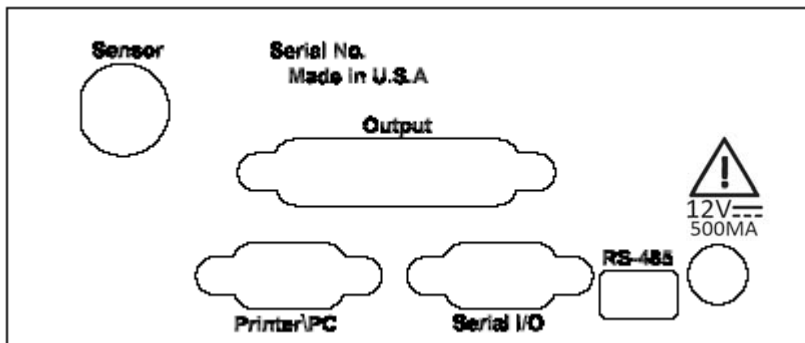 Sensor
Serial No.
Made in U.S.A
Output
!
12V
500MA
RS-485
Printer\PC
Serial I/O